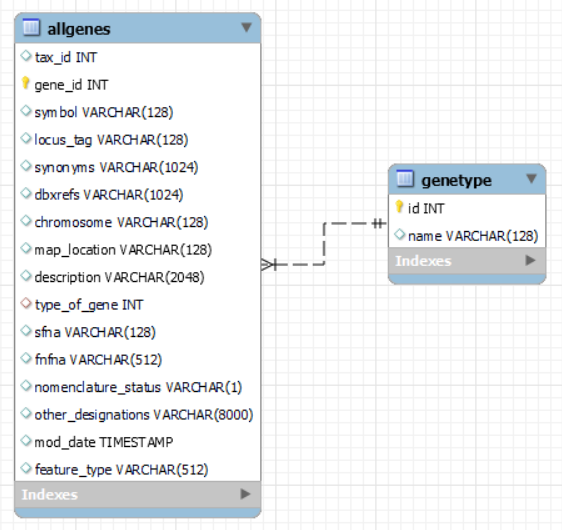 allgenes
tax_id INT
gene_id INT
symbol VARCHAR(128)
locus_tag VARCHAR(128)
synonyms VARCHAR(1024)
dbxrefs VARCHAR(1024)
chromosome VARCHAR(128)
map_location VARCHAR(128)
description VARCHAR(2048)
type_of_gene INT
sfna VARCHAR(128)
fnfna VARCHAR(512)
nomenclature_status VARCHAR(1)
other_designations VARCHAR(8000)
mod_date TIMESTAMP
feature_type VARCHAR(512)
Indexes
genetype
id INT
name VARCHAR(128)
Indexes